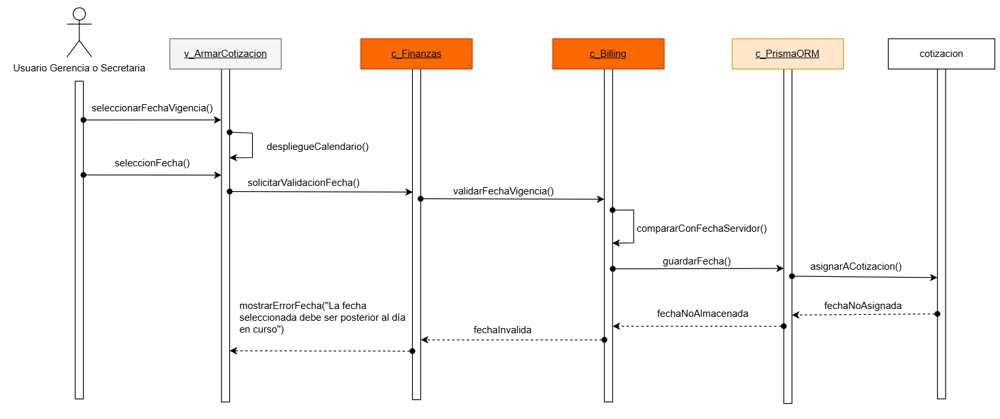 Usuario Gerencia o Secretaria
v_ArmarCotizacion
c_Finanzas
c_Billing
c_PrismaORM
cotizacion
seleccionarFechaVigencia()
despliegueCalendario()
seleccionFecha()
solicitarValidacionFecha()
validarFechaVigencia()
compararConFechaServidor()
guardarFecha()
asignarACotizacion()
fechaNoAsignada
fechaNoAlmacenada
fechaInvalida
mostrarErrorFecha("La fecha
seleccionada debe ser posterior al día
en curso")